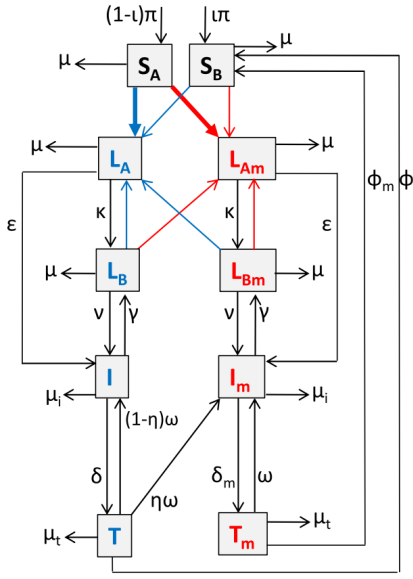 (1-ι)π ιπ
μ S_A S_B μ
μ L_A L_Am μ
ε κ κ ε ϕ_m ϕ
μ L_B L_Bm μ
ν γ ν γ
I I_m
μ_i (1-η)ω μ_i
δ ηω δ_m ω
μ_t T T_m μ_t